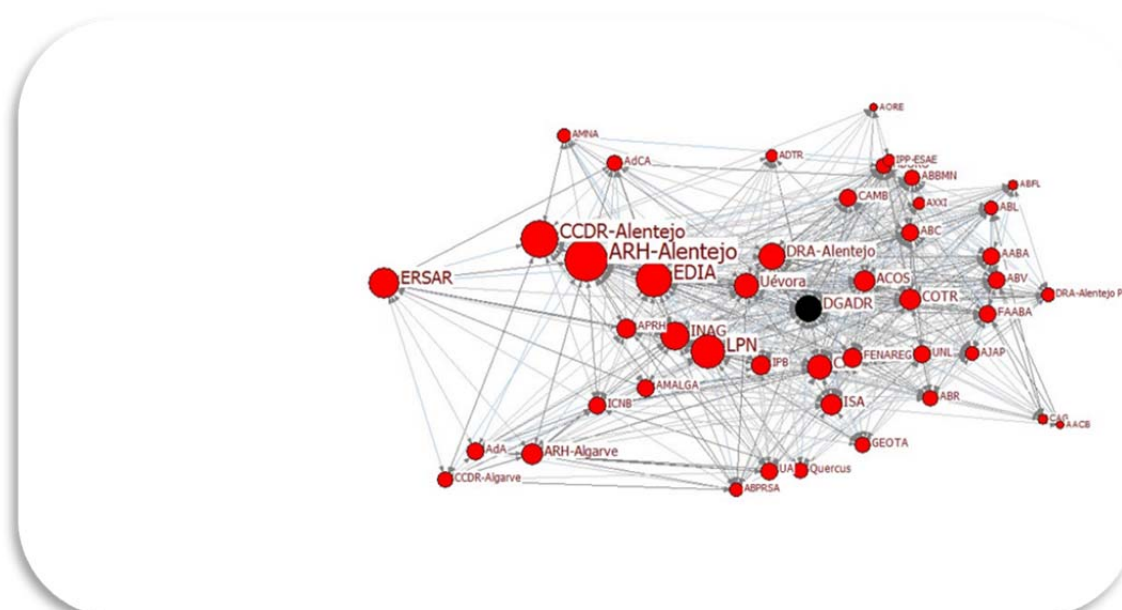 AORE
AMNA
AdCA
ADTR
IPP-ESAE
ABBMN
ABFL
CAMB
AXXI
ABL
CCDR-Alentejo
ABC
ARH-Alentejo
DRA-Alentejo
AABA
EDIA
ERSAR
Uévora
ACOS
ABV
DGADR
COTR
DRA-Alentejo P
FAABA
APRH
INAG
LPN
IPB
FENAREG
UNL
AJAP
AMALGA
ICNB
ISA
ABR
AACB
GEOTA
AdA
ARH-Algarve
CCDR-Algarve
Quercus
ABPRSA